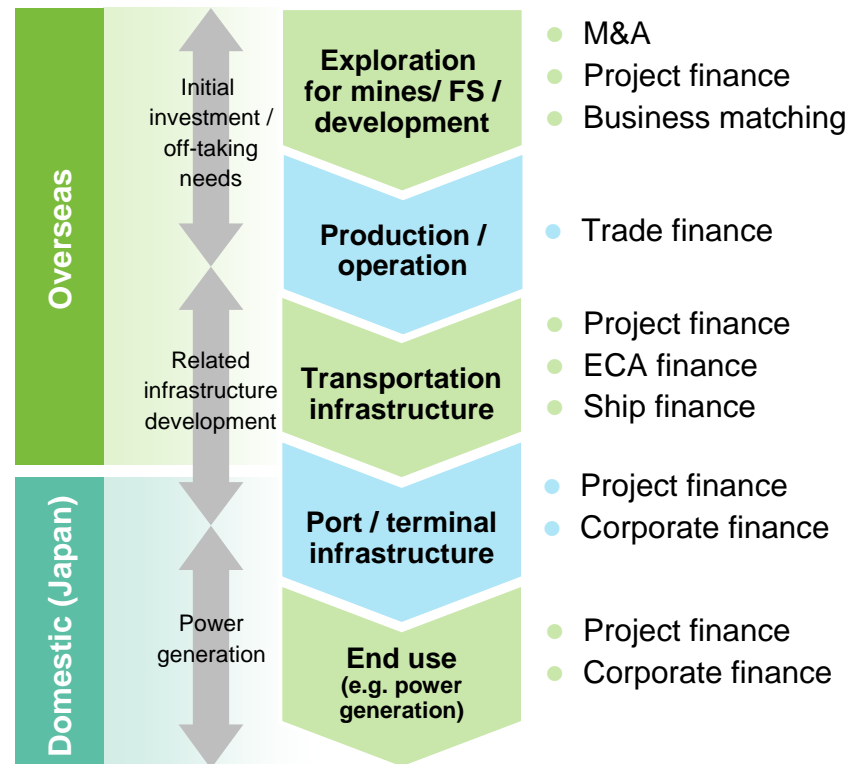 Overseas
Initial
investment /
off-taking
needs
Exploration
for mines/ FS /
development
M&A
Project finance
Business matching
Production /
operation
Trade finance
Related
infrastructure
development
Transportation
infrastructure
Project finance
ECA finance
Ship finance
Domestic (Japan)
Port / terminal
infrastructure
Project finance
Corporate finance
Power
generation
End use
(e.g. power
generation)
Project finance
Corporate finance